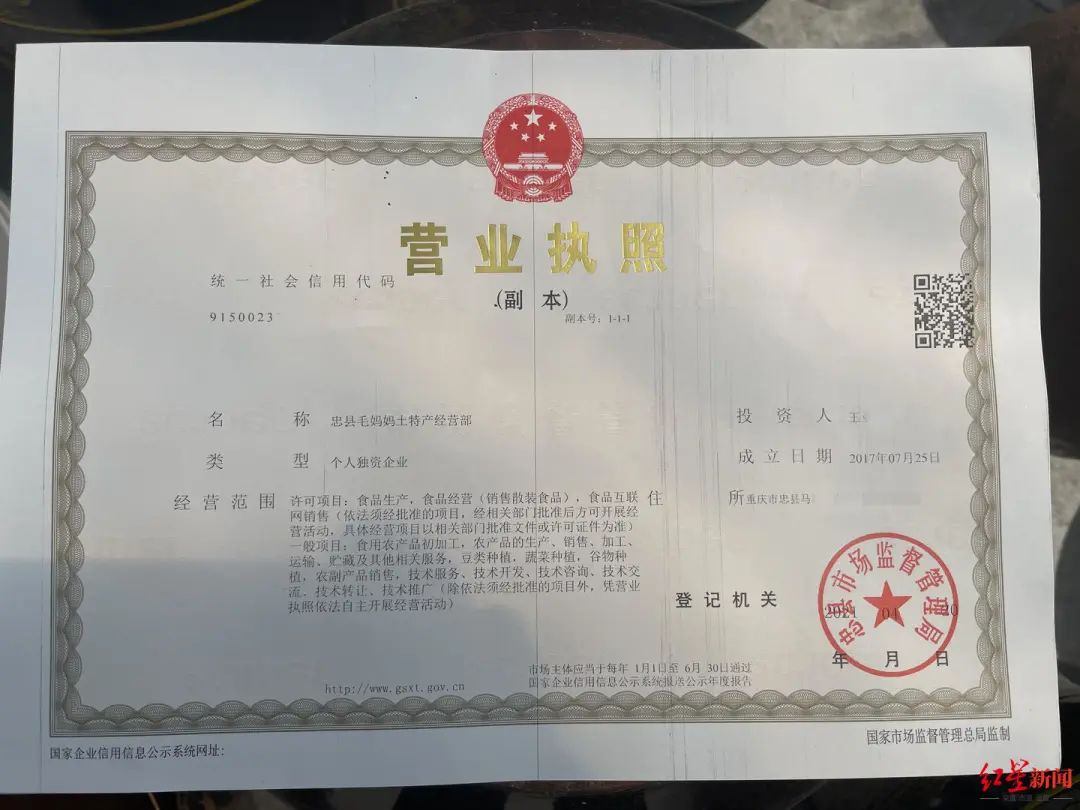 营业执照
(副 本)
副本号: 1-1-1
统一社会信用代码
9150023
名 称 忠县毛妈妈土特产经营部
类 型 个人独资企业
经营范围 许可项目：食品生产，食品经营（销售散装食品），食品互联
网销售（依法须经批准的项目，经相关部门批准后方可开展经
营活动，具体经营项目以相关部门批准文件或许可证件为准）
一般项目：食用农产品初加工，农产品的生产、销售、加工、
运输、贮藏及其他相关服务，豆类种植，蔬菜种植，谷物种
植，农副产品销售，技术服务、技术开发、技术咨询、技术交
流、技术转让、技术推广（除依法须经批准的项目外，凭营业
执照依法自主开展经营活动）
投 资 人 王
成立日期 2017年07月25日
住 所 重庆市忠县马
登记机关
忠县市场监督管理局
2021 04 20
年 月 日
http://www.gsxt.gov.cn
市场主体应当于每年 1月1日至 6月 30日通过
国家企业信用信息公示系统报送公示年度报告
国家企业信用信息公示系统网址:
国家市场监督管理总局监制
红星新闻